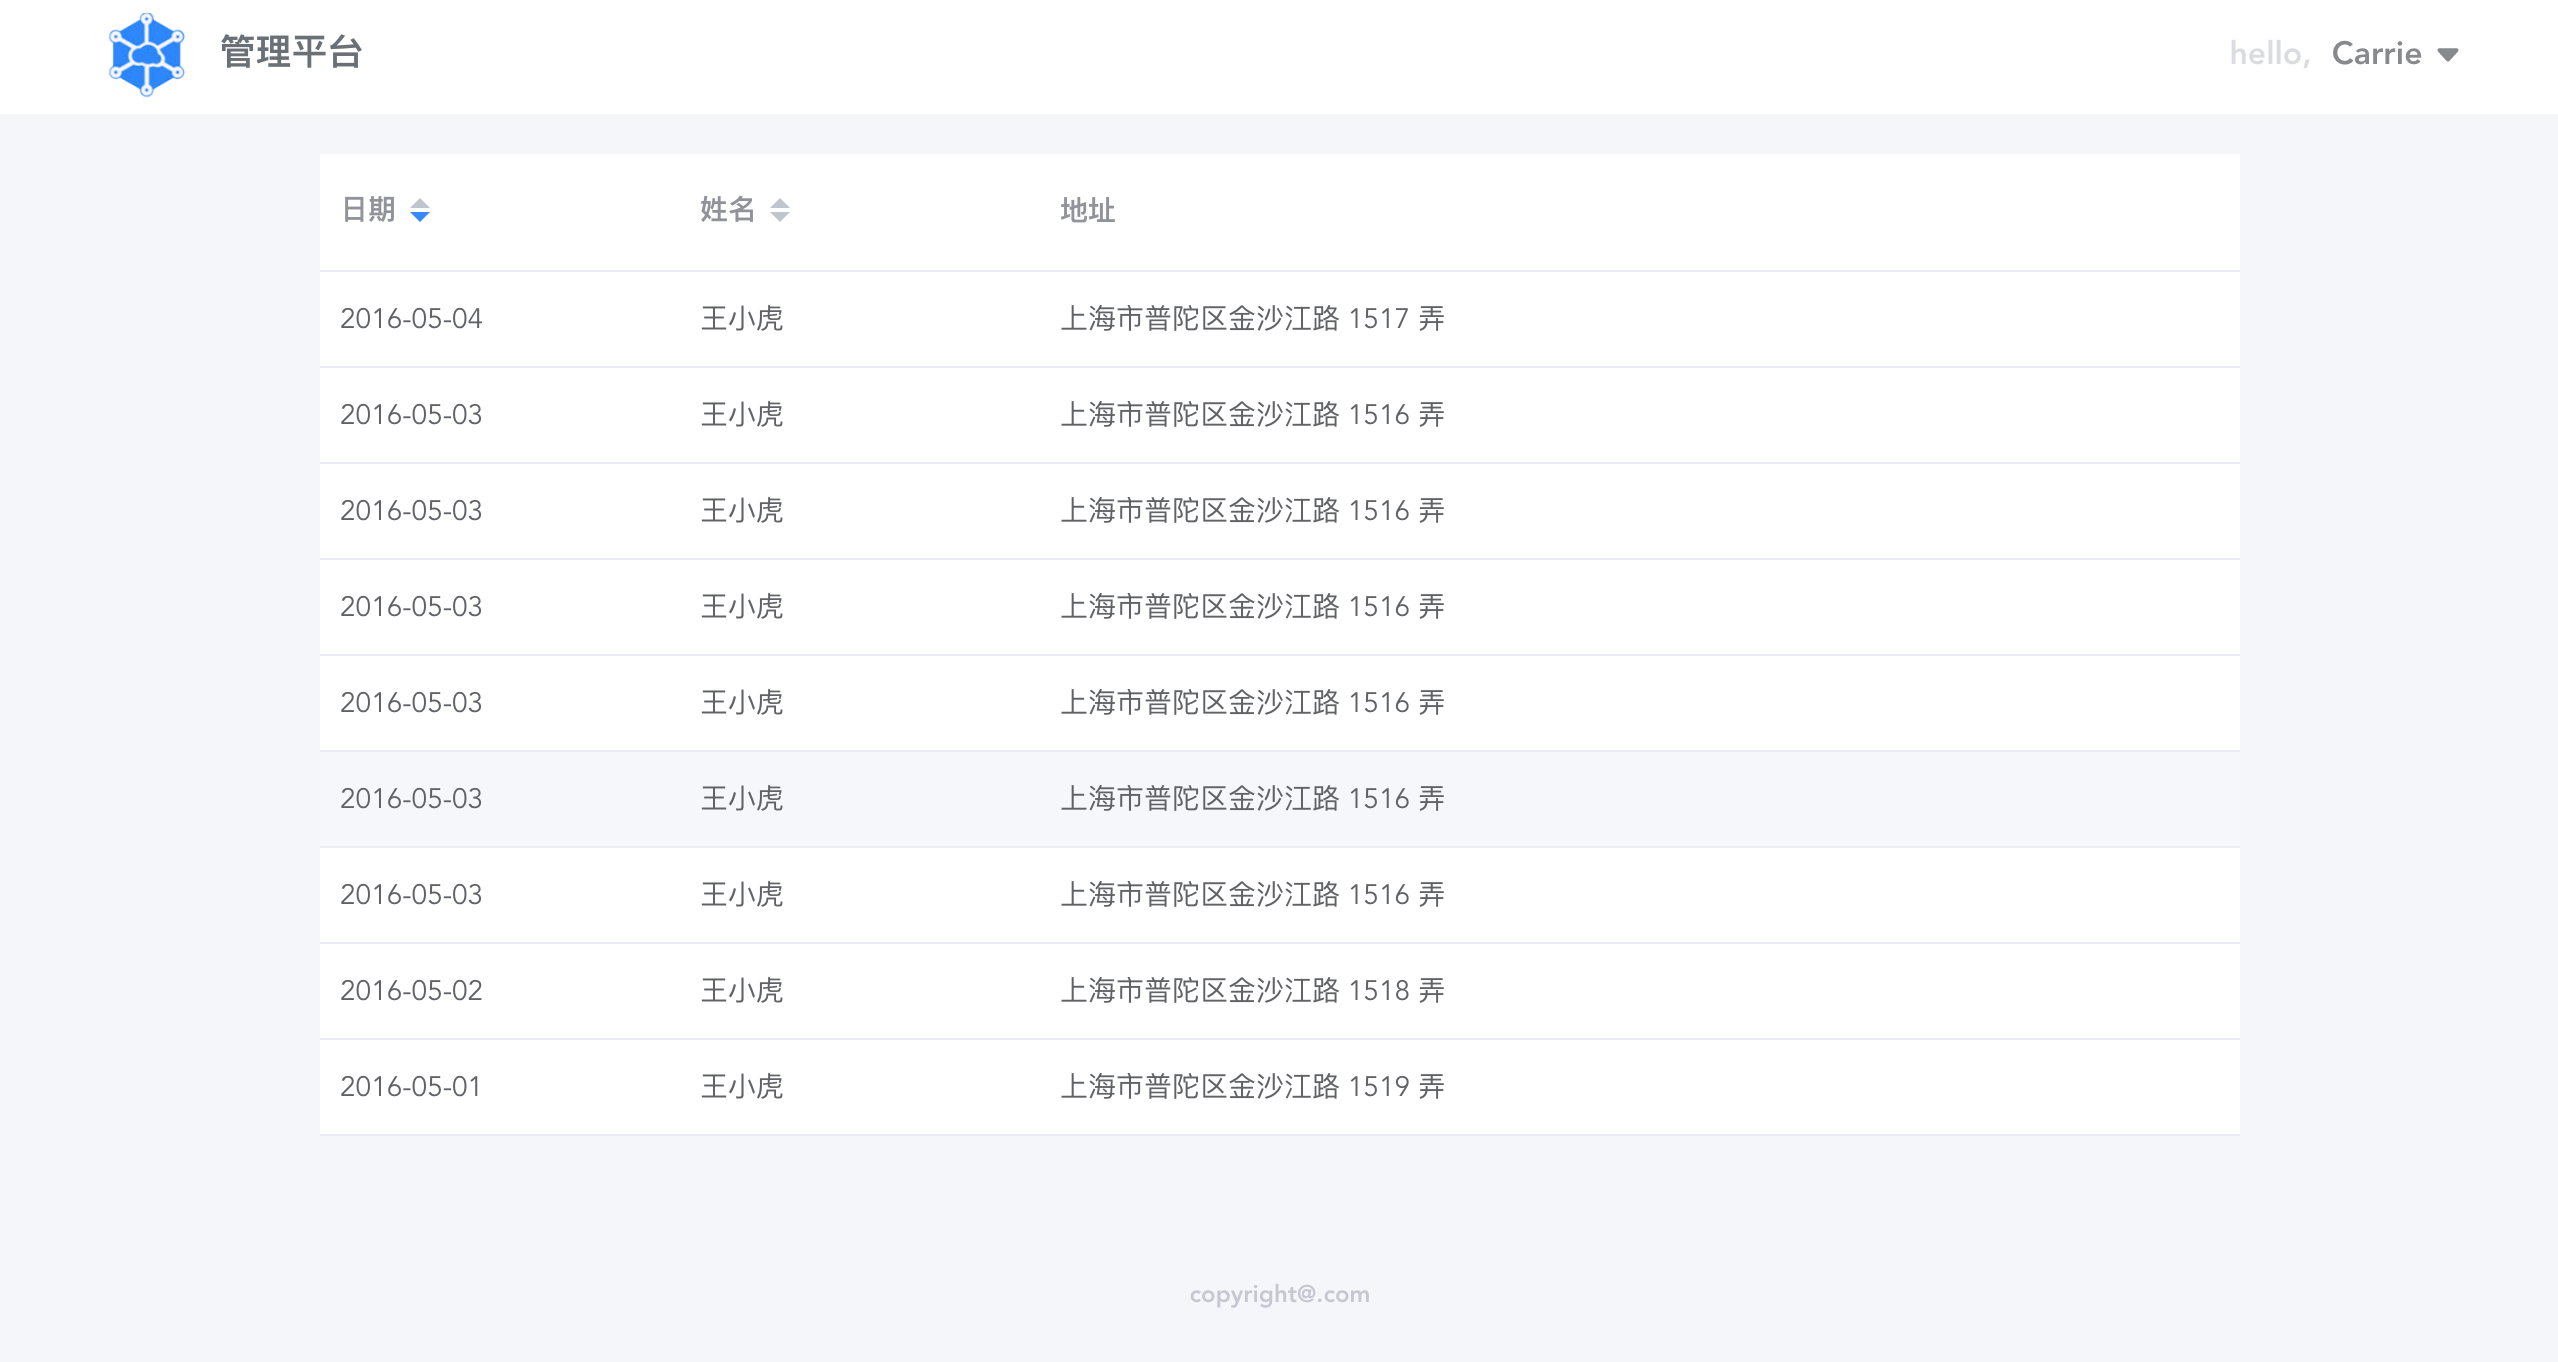 管理平台 hello, Carrie
日期 姓名 地址
2016-05-04 王小虎 上海市普陀区金沙江路 1517 弄
2016-05-03 王小虎 上海市普陀区金沙江路 1516 弄
2016-05-03 王小虎 上海市普陀区金沙江路 1516 弄
2016-05-03 王小虎 上海市普陀区金沙江路 1516 弄
2016-05-03 王小虎 上海市普陀区金沙江路 1516 弄
2016-05-03 王小虎 上海市普陀区金沙江路 1516 弄
2016-05-03 王小虎 上海市普陀区金沙江路 1516 弄
2016-05-02 王小虎 上海市普陀区金沙江路 1518 弄
2016-05-01 王小虎 上海市普陀区金沙江路 1519 弄
copyright@.com